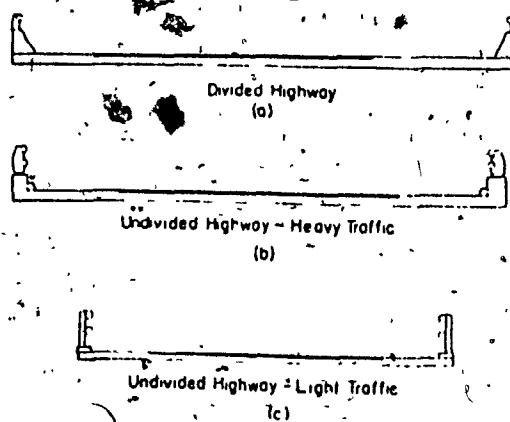 Divided Highway
(a)
Undivided Highway - Heavy Traffic
(b)
Undivided Highway - Light Traffic
(c)